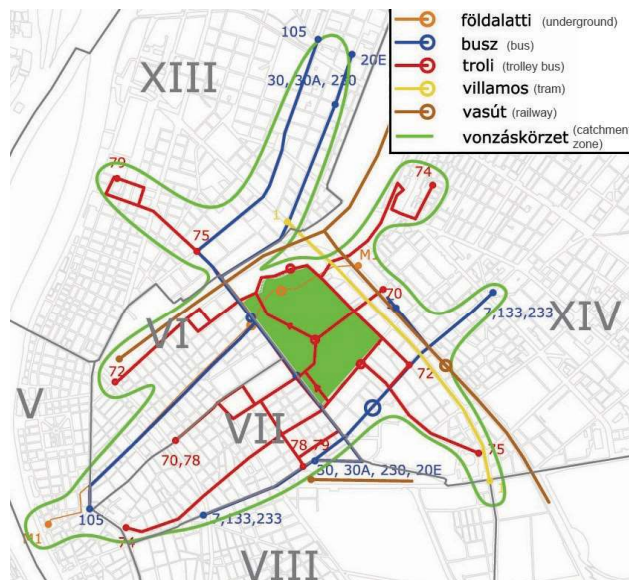 földalatti (underground)
busz (bus)
troli (trolley bus)
villamos (tram)
vasút (railway)
vonzáskörzet (catchment zone)
105
20E
XIII
30, 30A, 230
79
74
1
75
M1
70
7,133,233
XIV
VI
V
72
72
VII
70,78
78
79
75
30, 30A, 230, 20E
1
105
7,133,233
M1
74
VIII